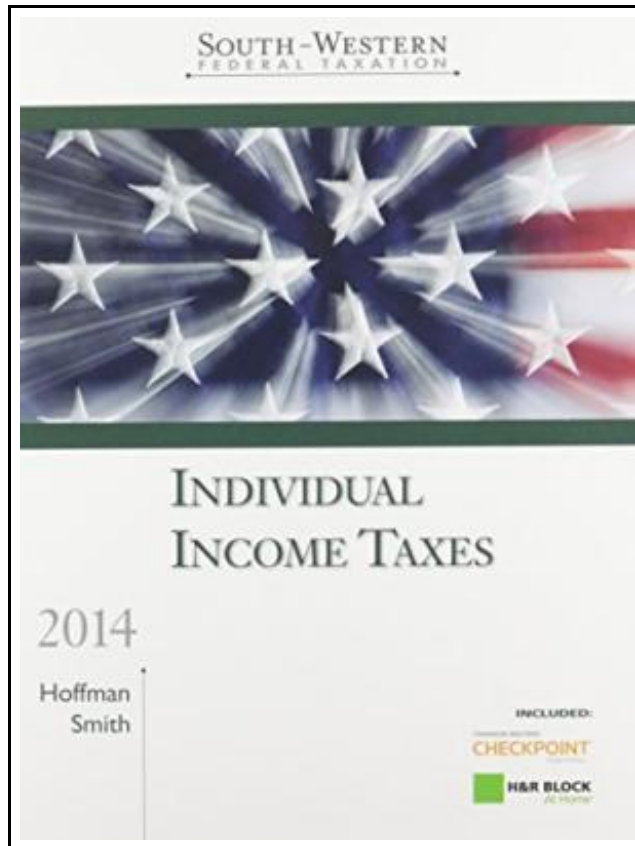 SOUTH-WESTERN
FEDERAL TAXATION
INDIVIDUAL
INCOME TAXES
2014
Hoffman
Smith
INCLUDED:
CHECKPOINT
H&R BLOCK
At Home